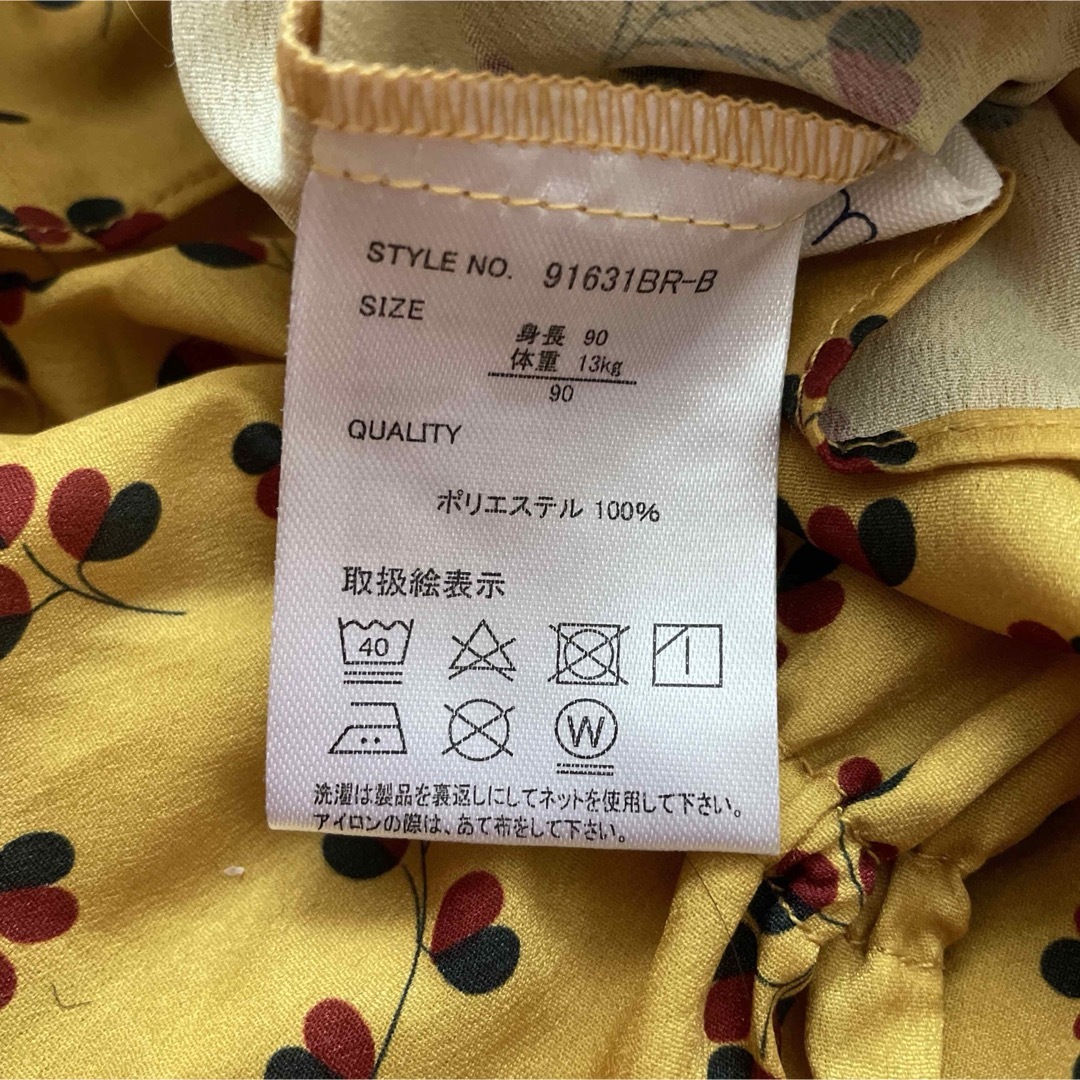 STYLE NO. 91631BR-B
SIZE
身長 90
体重 13kg
90
QUALITY
ポリエステル 100%
取扱絵表示
40
W
洗濯は製品を裏返しにしてネットを使用して下さい。
アイロンの際は、あて布をして下さい。